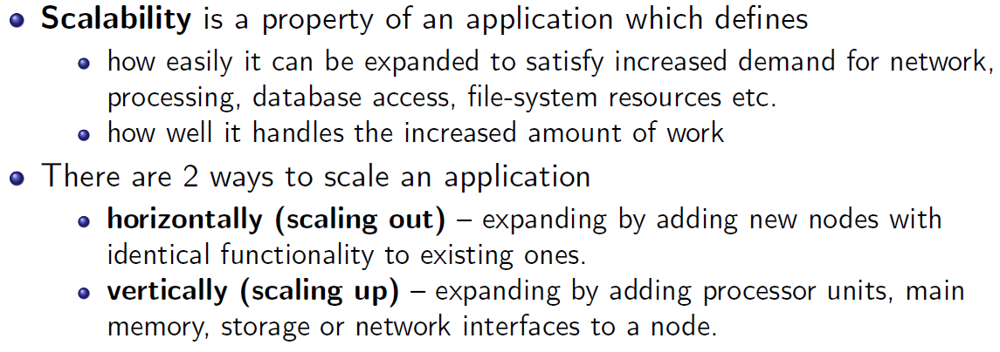 Scalability is a property of an application which defines
how easily it can be expanded to satisfy increased demand for network,
processing, database access, file-system resources etc.
how well it handles the increased amount of work
There are 2 ways to scale an application
horizontally (scaling out) – expanding by adding new nodes with
identical functionality to existing ones.
vertically (scaling up) – expanding by adding processor units, main
memory, storage or network interfaces to a node.